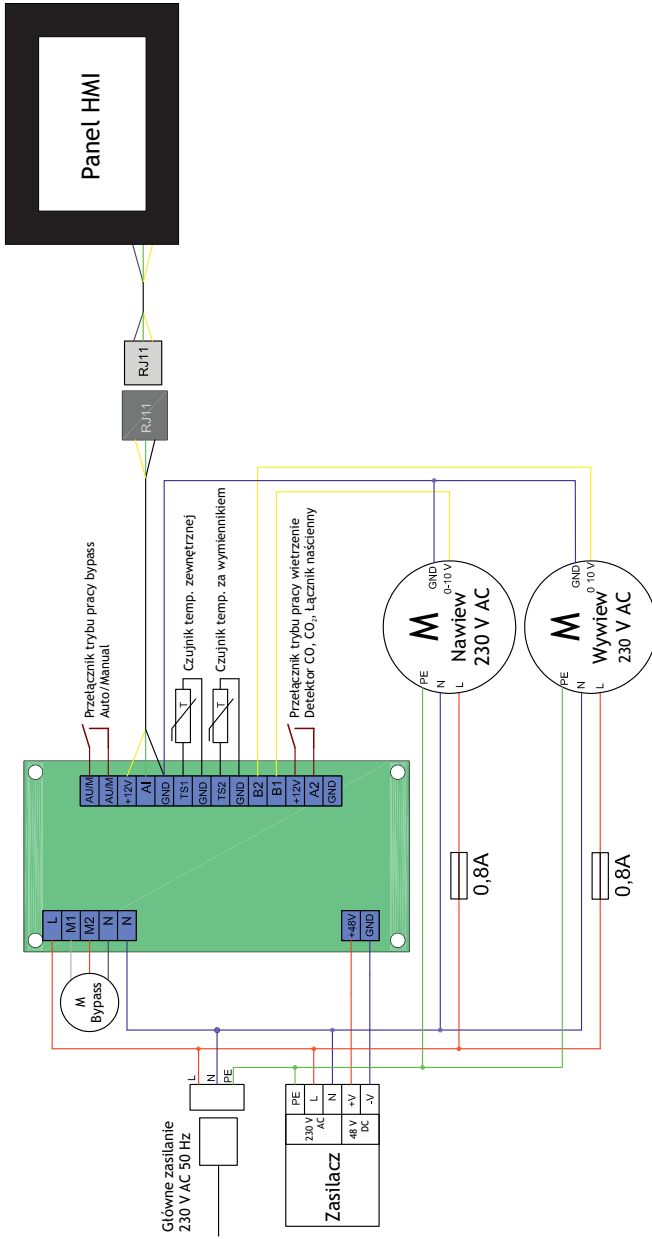 Panel HMI
RJ11
RJ11
Przełącznik trybu pracy bypass
Auto/Manual
Czujnik temp. zewnętrznej
T
Czujnik temp. za wymiennikiem
T
Przełącznik trybu pracy wietrzenie
Detektor CO, CO₂, Łącznik naścienny
AU/M
AU/M
+12V
AI
GND
TS1
GND
TS2
GND
B2
B1
+12V
A2
GND
L
M1
M2
N
N
+48V
GND
M
Bypass
GND
0-10 V
M
Nawiew
230 V AC
PE
N
L
GND
0 10 V
M
Wywiew
230 V AC
PE
N
L
0,8A
0,8A
Główne zasilanie
230 V AC 50 Hz
L
N
PE
PE
L
N
+V
-V
230 V
AC
48 V
DC
Zasilacz